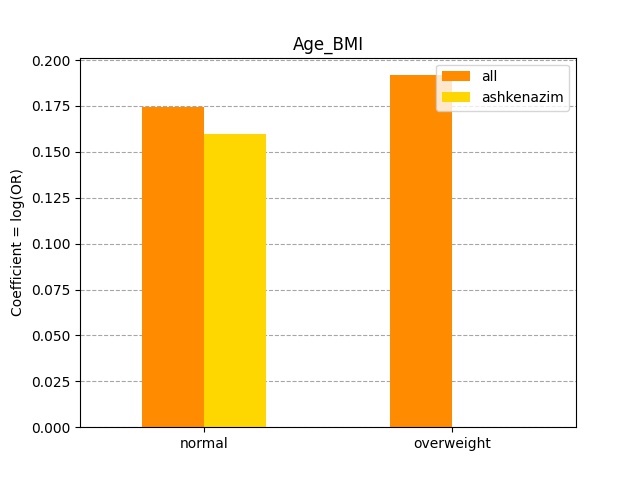 Age_BMI
all
ashkenazim
0.200
0.175
0.150
0.125
0.100
0.075
0.050
0.025
0.000
Coefficient = log(OR)
normal
overweight